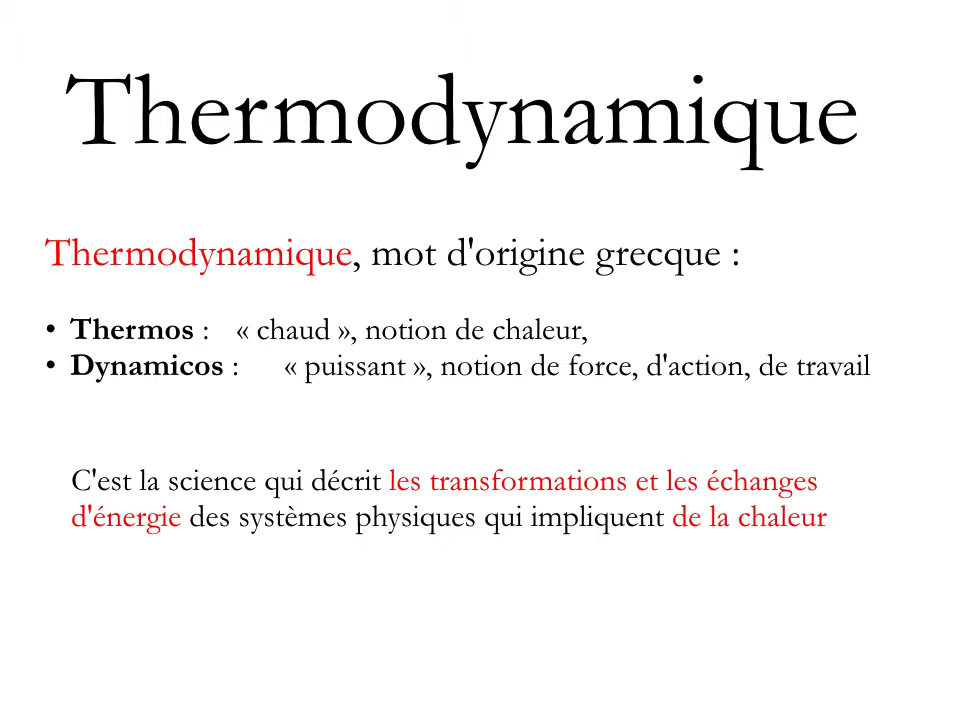 Thermodynamique
Thermodynamique, mot d'origine grecque :
• Thermos : « chaud », notion de chaleur,
• Dynamicos : « puissant », notion de force, d'action, de travail
C'est la science qui décrit les transformations et les échanges
d'énergie des systèmes physiques qui impliquent de la chaleur